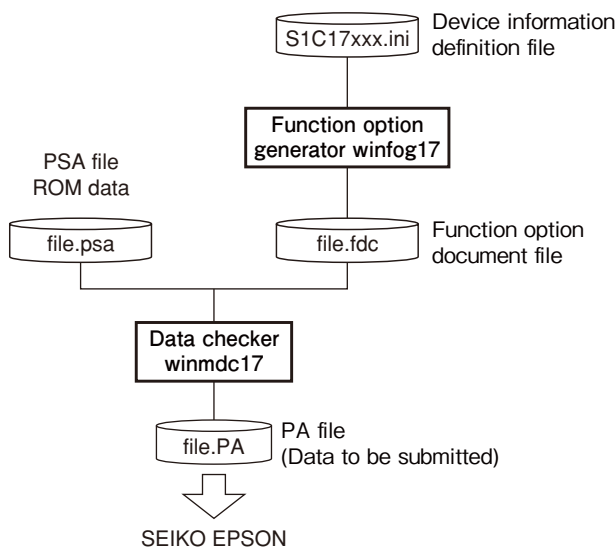 S1C17xxx.ini
Device information
definition file
Function option
generator winfog17
PSA file
ROM data
file.psa
file.fdc
Function option
document file
Data checker
winmdc17
file.PA
PA file
(Data to be submitted)
SEIKO EPSON